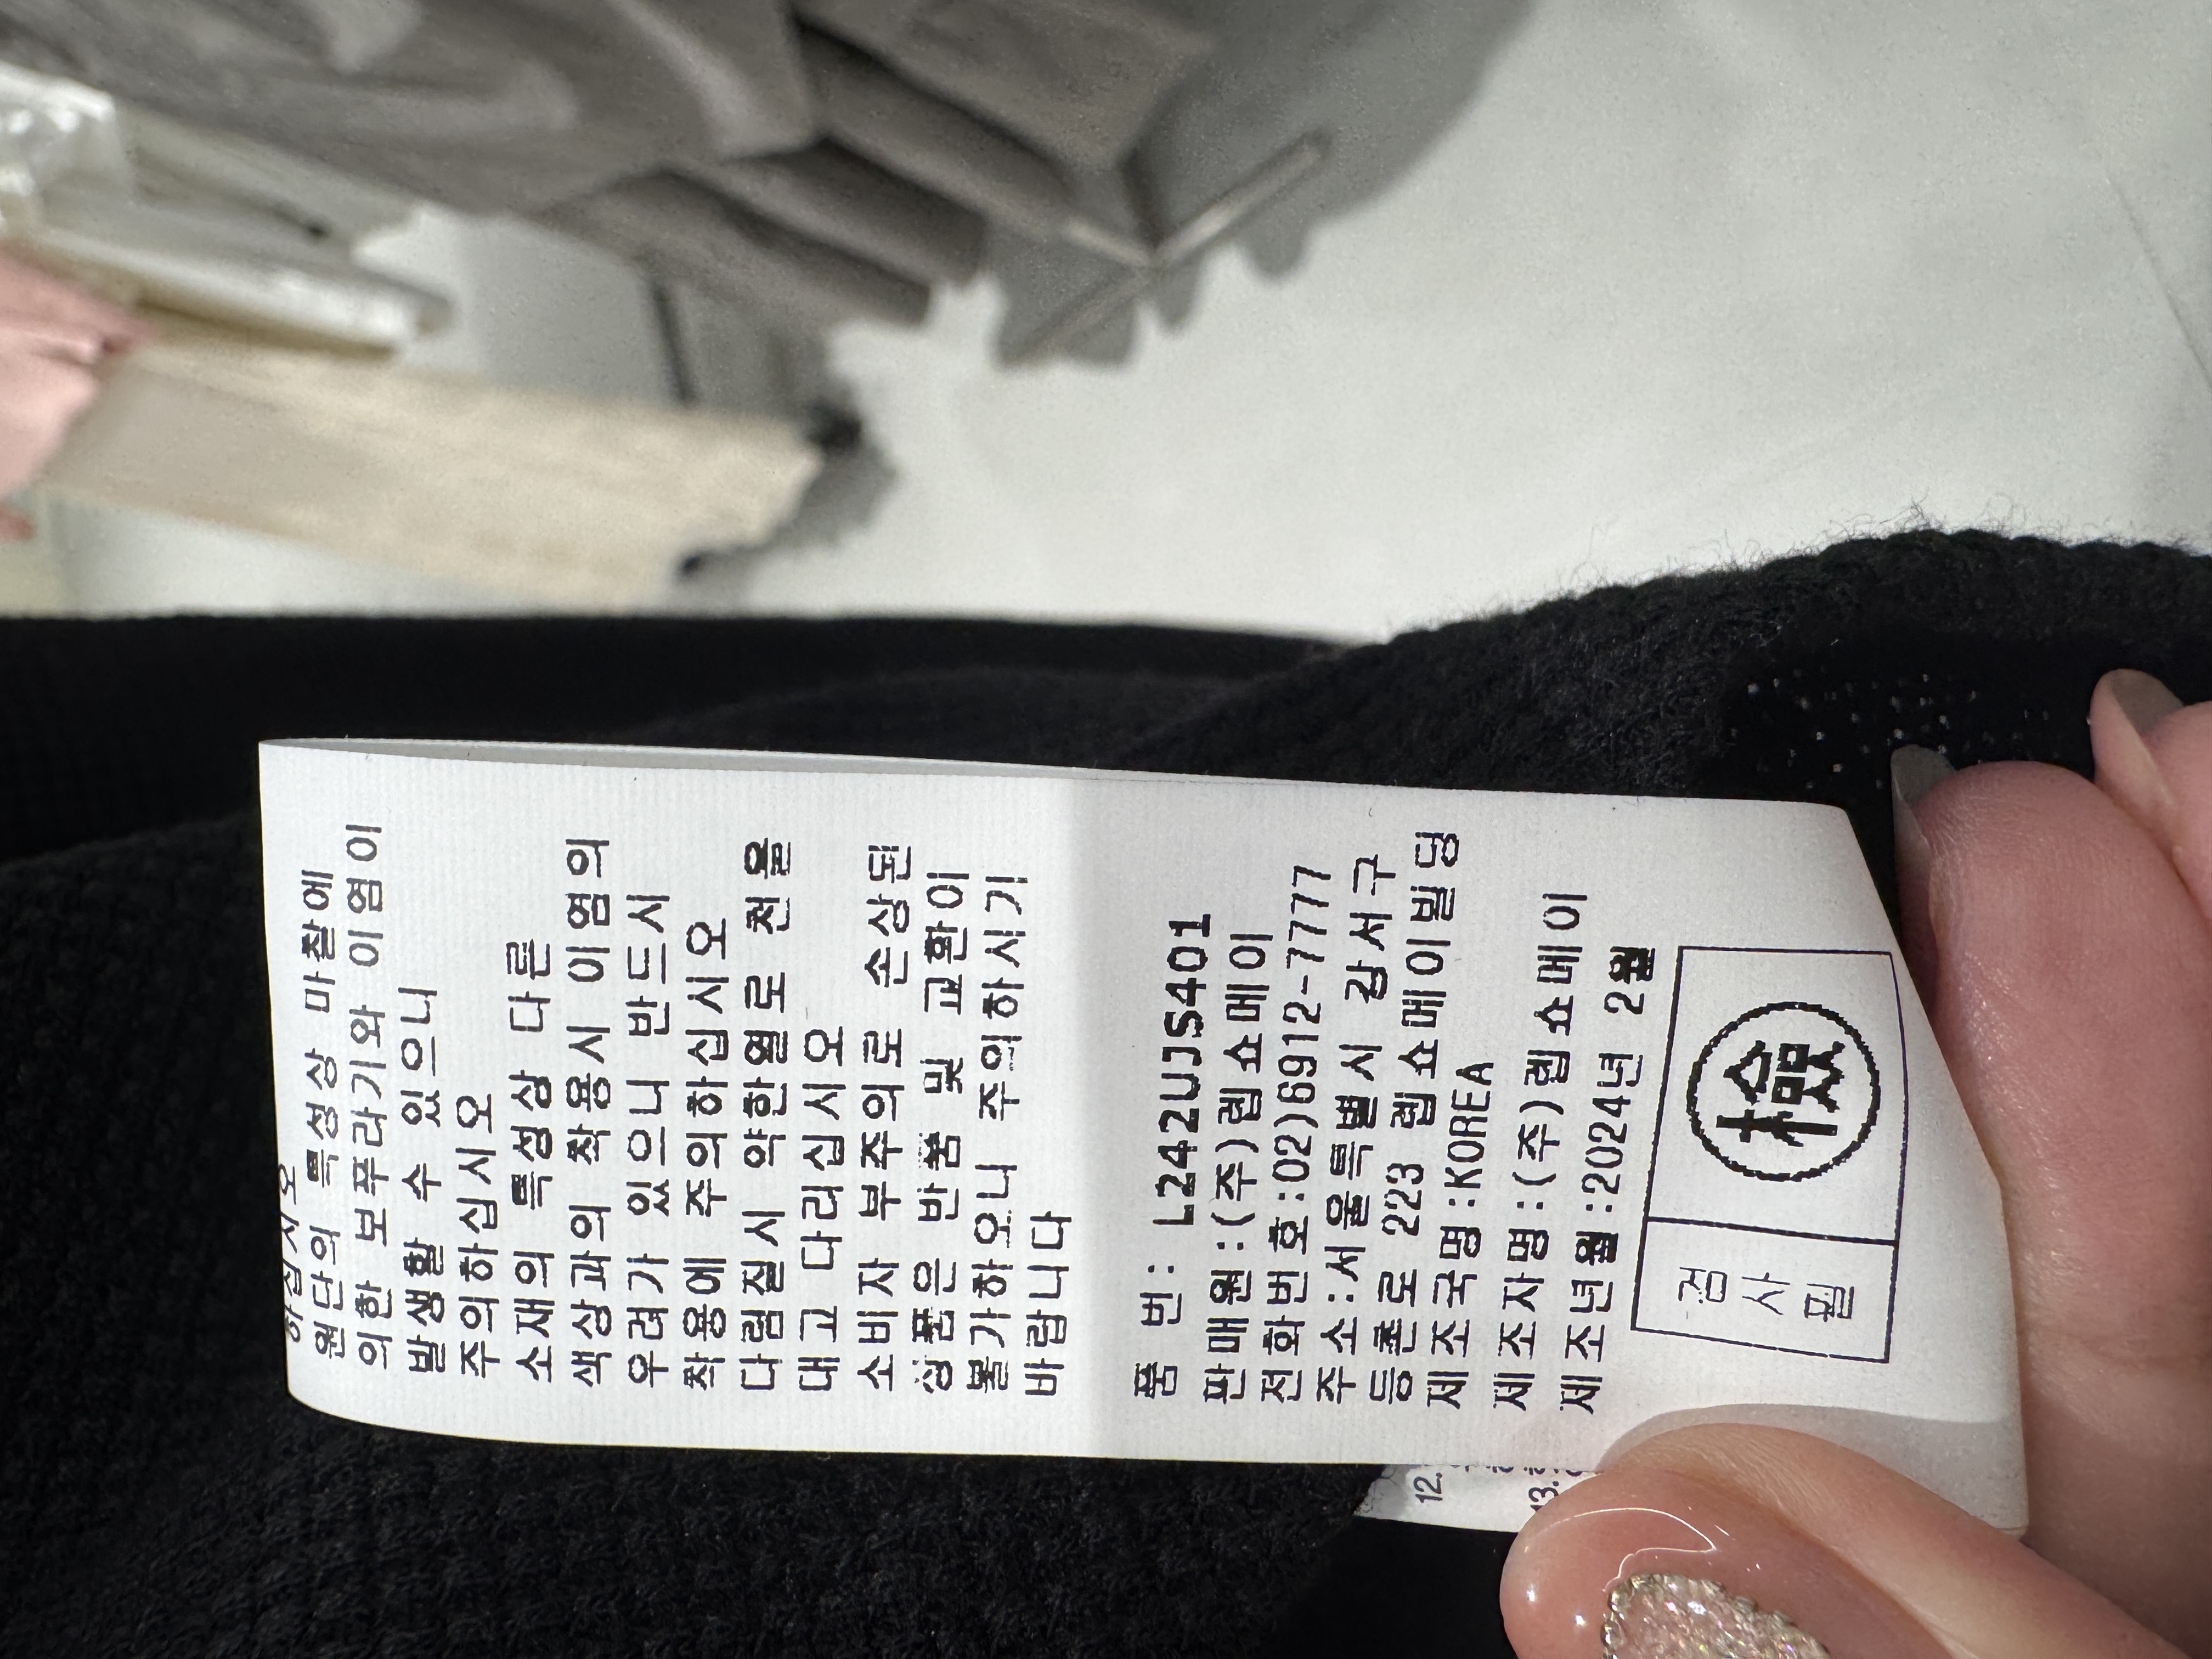 하십시오
원단의 특성상 마찰에
의한 보푸라기와 이염이
발생할 수 있으니
주의하십시오
소재의 특성상 다른
색상과의 착용시 이염의
우려가 있으니 반드시
착용에 주의하십시오
다림질시 약한열로 천을
대고 다리십시오
소비자 부주의로 손상된
상품은 반품 및 교환이
불가하오니 주의하시기
바랍니다
품 번: L242UJS401
판매원:(주)렙쇼메이
전화번호:02)6912-7777
주소:서울특별시 강서구
등촌로 223 렙쇼메이빌딩
제조국명:KOREA
제조자명:(주)렙쇼메이
제조년월:2024년 2월
검사필 檢
12.
13.